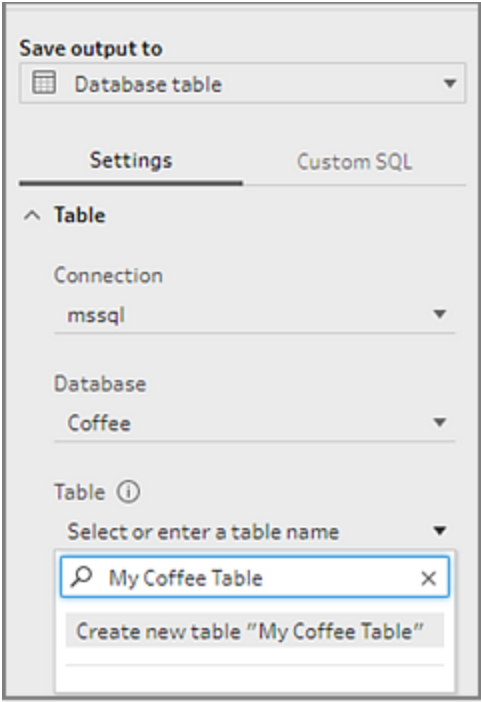 Save output to
Database table
Settings Custom SQL
Table
Connection
mssql
Database
Coffee
Table
Select or enter a table name
My Coffee Table
Create new table "My Coffee Table"